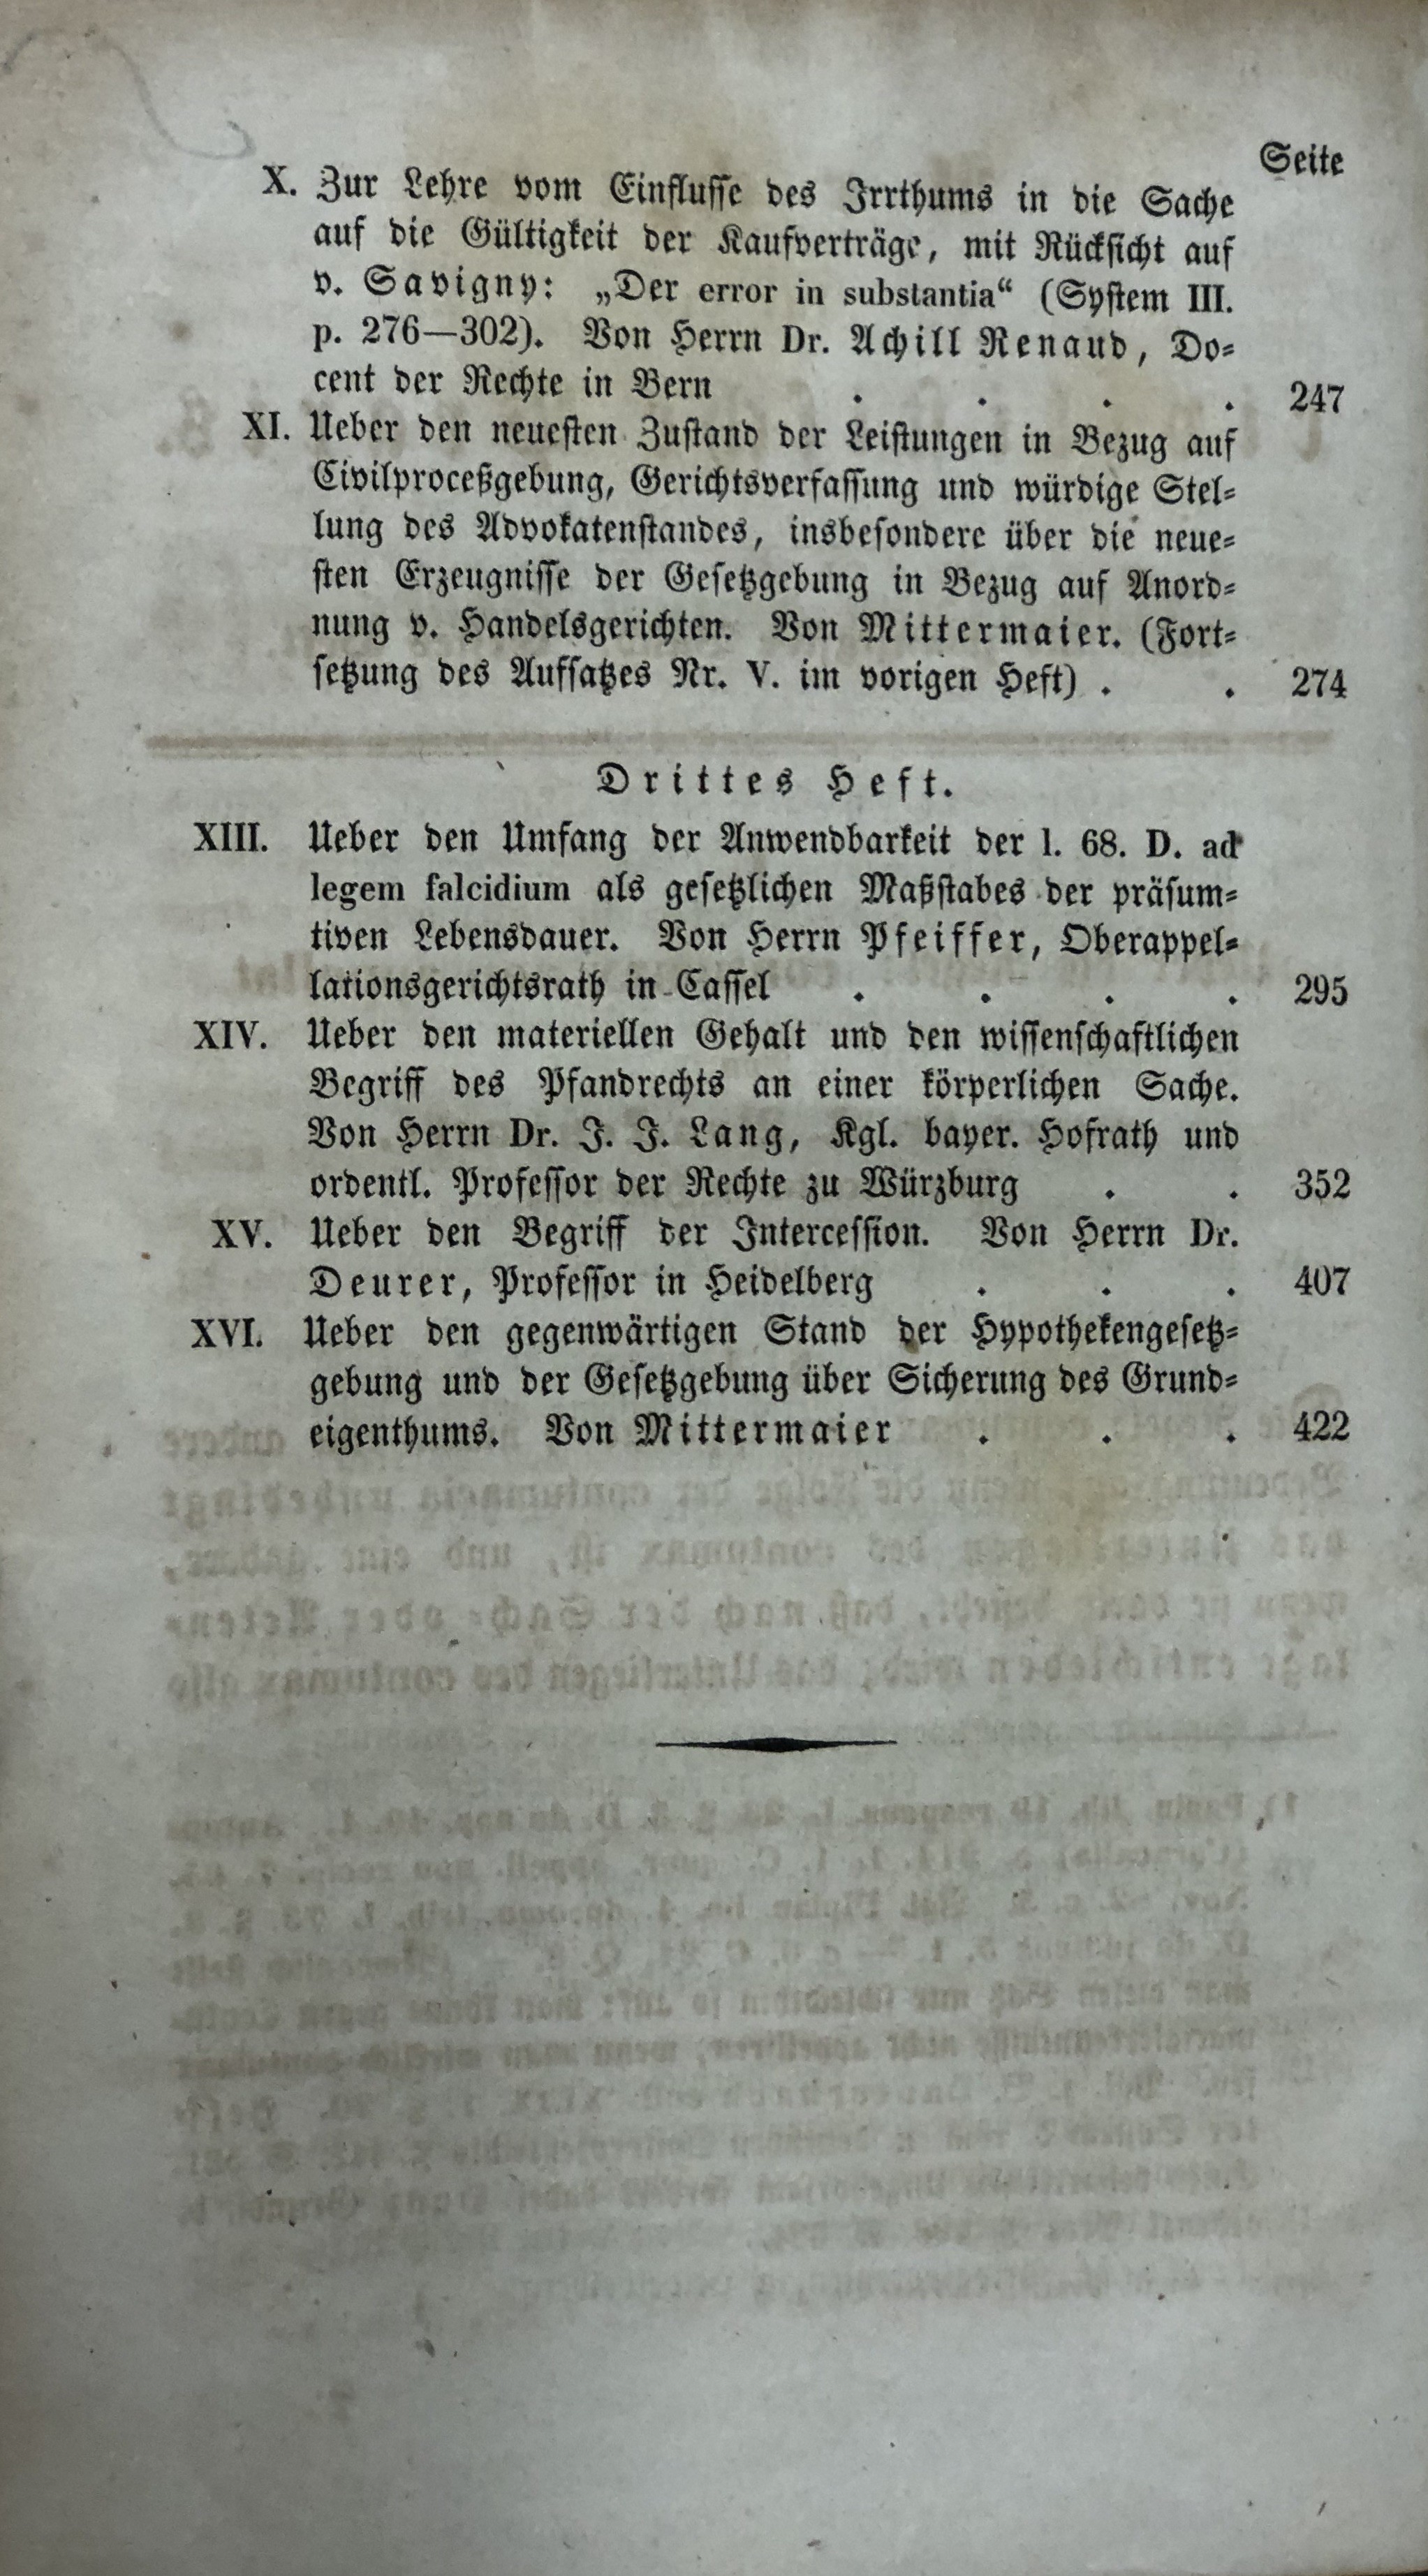 Seite
X. Zur Lehre vom Einflusse des Irrthums in die Sache
auf die Gültigkeit der Kaufverträge, mit Rücksicht auf
v. Savigny: „Der error in substantia“ (System III.
p. 276—302). Von Herrn Dr. Achill Renaud, Do-
cent der Rechte in Bern . . . . 247
XI. Ueber den neuesten Zustand der Leistungen in Bezug auf
Civilproceßgebung, Gerichtsverfassung und würdige Stel-
lung des Advokatenstandes, insbesondere über die neue-
sten Erzeugnisse der Gesetzgebung in Bezug auf Anord-
nung v. Handelsgerichten. Von Mittermaier. (Fort-
setzung des Aufsatzes Nr. V. im vorigen Heft) . . 274
Drittes Heft.
XIII. Ueber den Umfang der Anwendbarkeit der l. 68. D. ad
legem falcidium als gesetzlichen Maßstabes der präsum-
tiven Lebensdauer. Von Herrn Pfeiffer, Oberappel-
lationsgerichtsrath in Cassel . . . . 295
XIV. Ueber den materiellen Gehalt und den wissenschaftlichen
Begriff des Pfandrechts an einer körperlichen Sache.
Von Herrn Dr. J. J. Lang, Kgl. bayer. Hofrath und
ordentl. Professor der Rechte zu Würzburg . . 352
XV. Ueber den Begriff der Intercession. Von Herrn Dr.
Deurer, Professor in Heidelberg . . . 407
XVI. Ueber den gegenwärtigen Stand der Hypothekengesetz-
gebung und der Gesetzgebung über Sicherung des Grund-
eigenthums. Von Mittermaier . . . 422